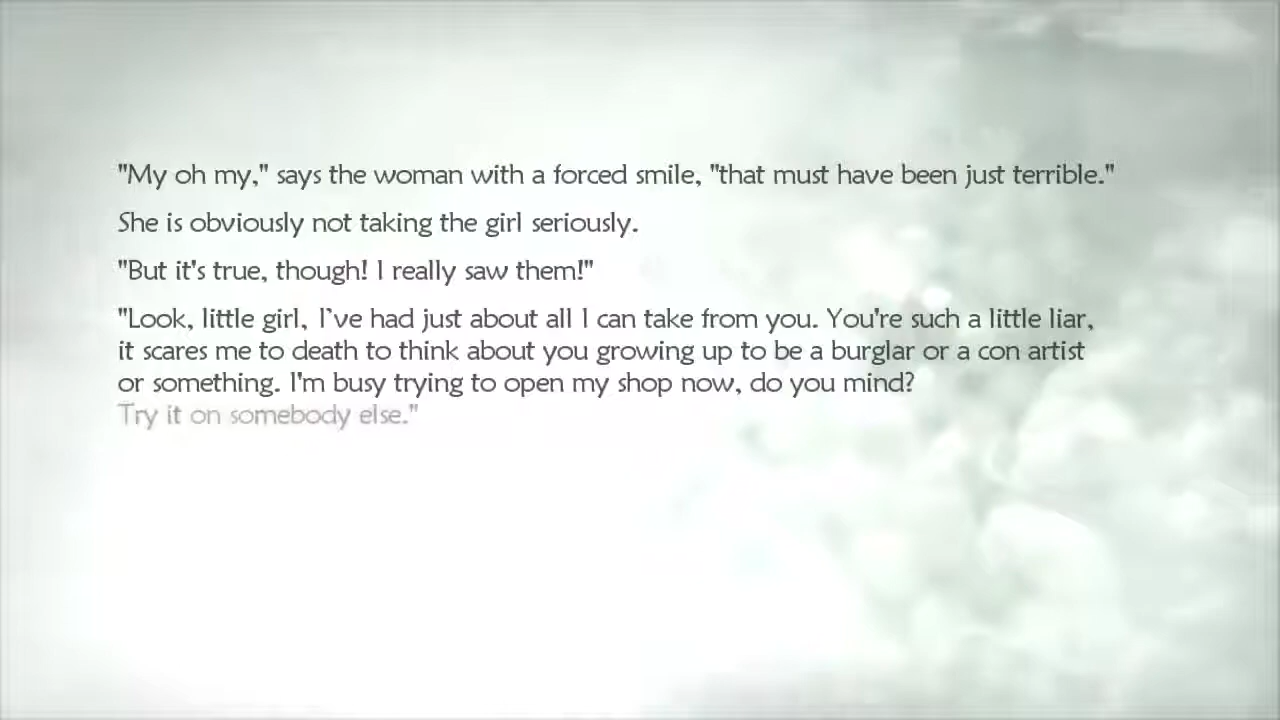 "My oh my," says the woman with a forced smile, "that must have been just terrible."
She is obviously not taking the girl seriously.
"But it's true, though! I really saw them!"
"Look, little girl, I've had just about all I can take from you. You're such a little liar,
it scares me to death to think about you growing up to be a burglar or a con artist
or something. I'm busy trying to open my shop now, do you mind?
Try it on somebody else."